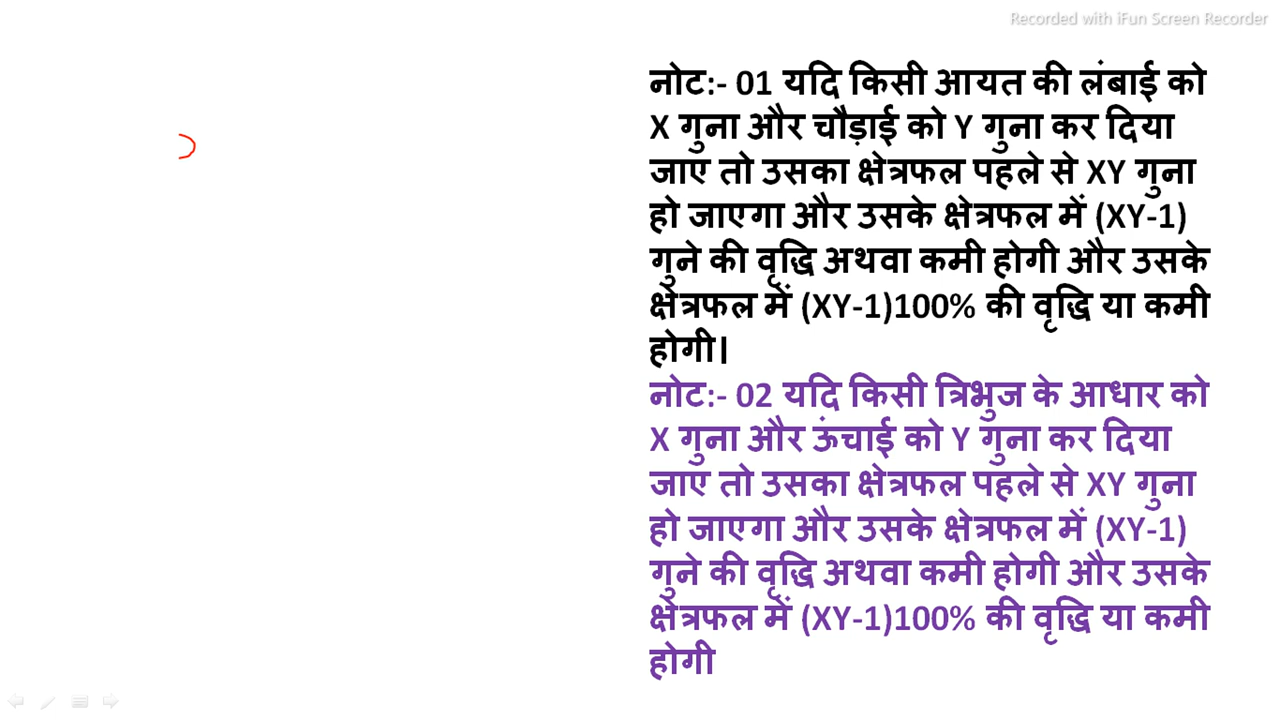 Recorded with iFun Screen Recorder
नोट:- 01 यदि किसी आयत की लंबाई को
X गुना और चौड़ाई को Y गुना कर दिया
जाए तो उसका क्षेत्रफल पहले से XY गुना
हो जाएगा और उसके क्षेत्रफल में (XY-1)
गुने की वृद्धि अथवा कमी होगी और उसके
क्षेत्रफल में (XY-1)100% की वृद्धि या कमी
होगी।
नोट:- 02 यदि किसी त्रिभुज के आधार को
X गुना और ऊंचाई को Y गुना कर दिया
जाए तो उसका क्षेत्रफल पहले से XY गुना
हो जाएगा और उसके क्षेत्रफल में (XY-1)
गुने की वृद्धि अथवा कमी होगी और उसके
क्षेत्रफल में (XY-1)100% की वृद्धि या कमी
होगी